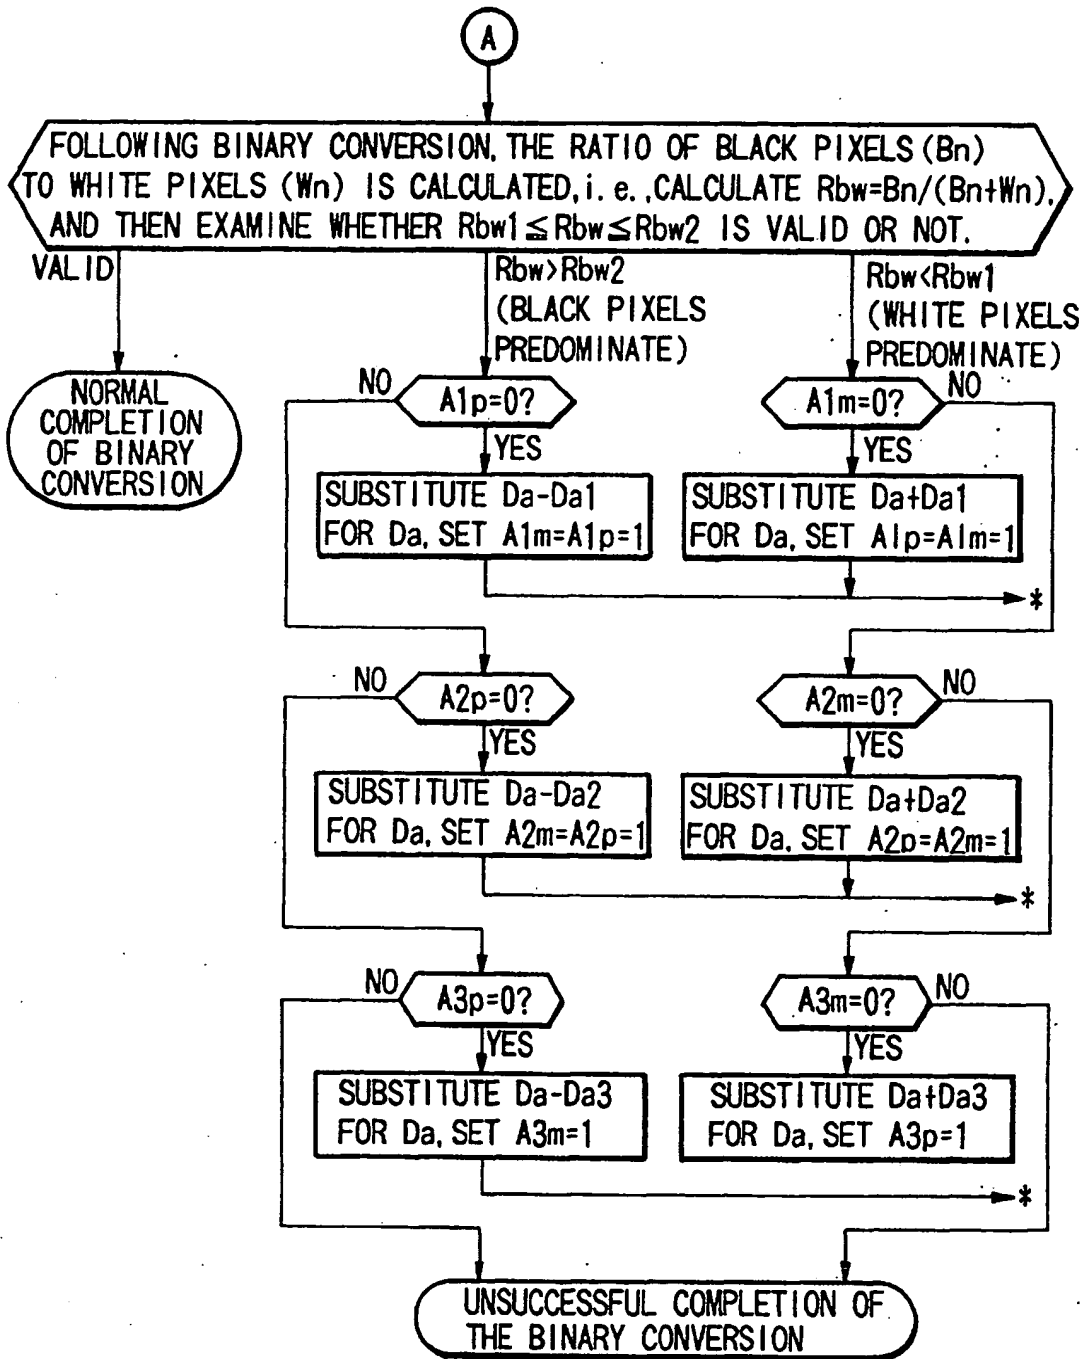 A
FOLLOWING BINARY CONVERSION, THE RATIO OF BLACK PIXELS (Bn)
TO WHITE PIXELS (Wn) IS CALCULATED, i.e., CALCULATE Rbw=Bn/(Bn+Wn),
AND THEN EXAMINE WHETHER Rbw1≦Rbw≦Rbw2 IS VALID OR NOT.
VALID
NORMAL
COMPLETION
OF BINARY
CONVERSION
Rbw>Rbw2
(BLACK PIXELS
PREDOMINATE)
Rbw<Rbw1
(WHITE PIXELS
PREDOMINATE)
NO
A1p=0?
YES
A1m=0?
NO
YES
SUBSTITUTE Da-Da1
FOR Da, SET A1m=A1p=1
SUBSTITUTE Da+Da1
FOR Da, SET A1p=A1m=1
*
NO
A2p=0?
YES
A2m=0?
NO
YES
SUBSTITUTE Da-Da2
FOR Da, SET A2m=A2p=1
SUBSTITUTE Da+Da2
FOR Da, SET A2p=A2m=1
*
NO
A3p=0?
YES
A3m=0?
NO
YES
SUBSTITUTE Da-Da3
FOR Da, SET A3m=1
SUBSTITUTE Da+Da3
FOR Da, SET A3p=1
*
UNSUCCESSFUL COMPLETION OF
THE BINARY CONVERSION